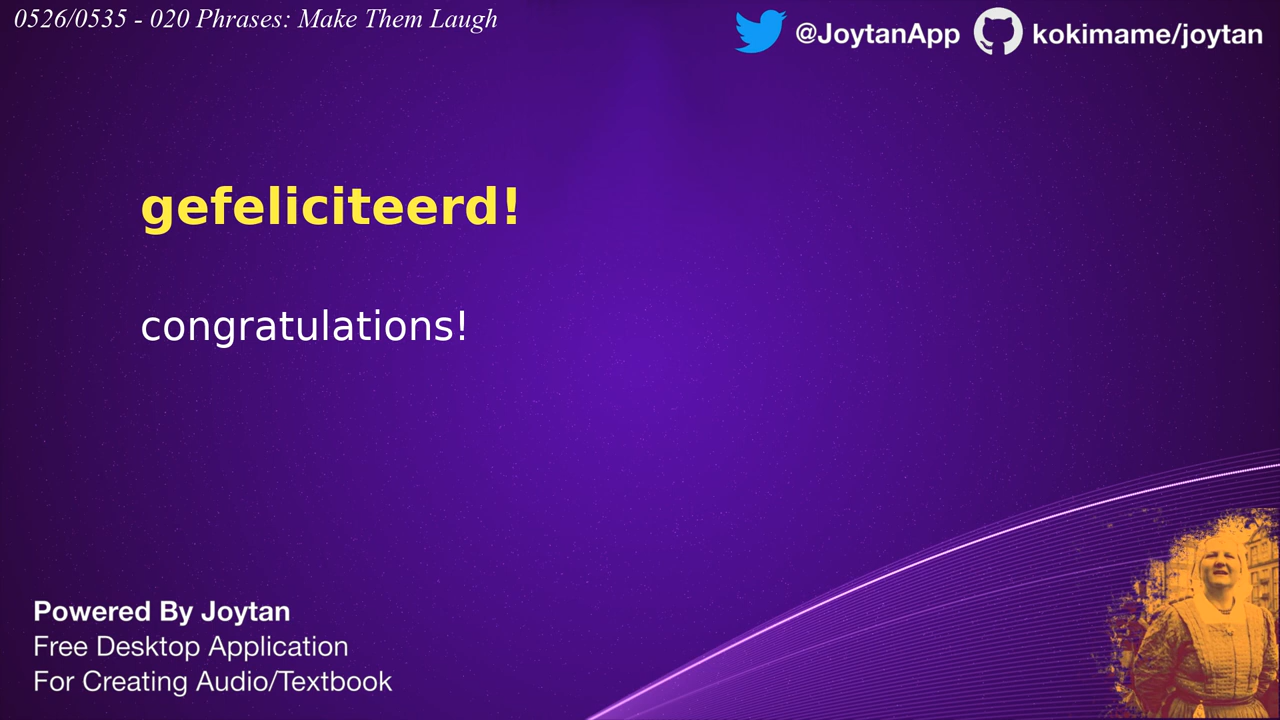 0526/0535 - 020 Phrases: Make Them Laugh
@JoytanApp kokimame/joytan
gefeliciteerd!
congratulations!
Powered By Joytan
Free Desktop Application
For Creating Audio/Textbook